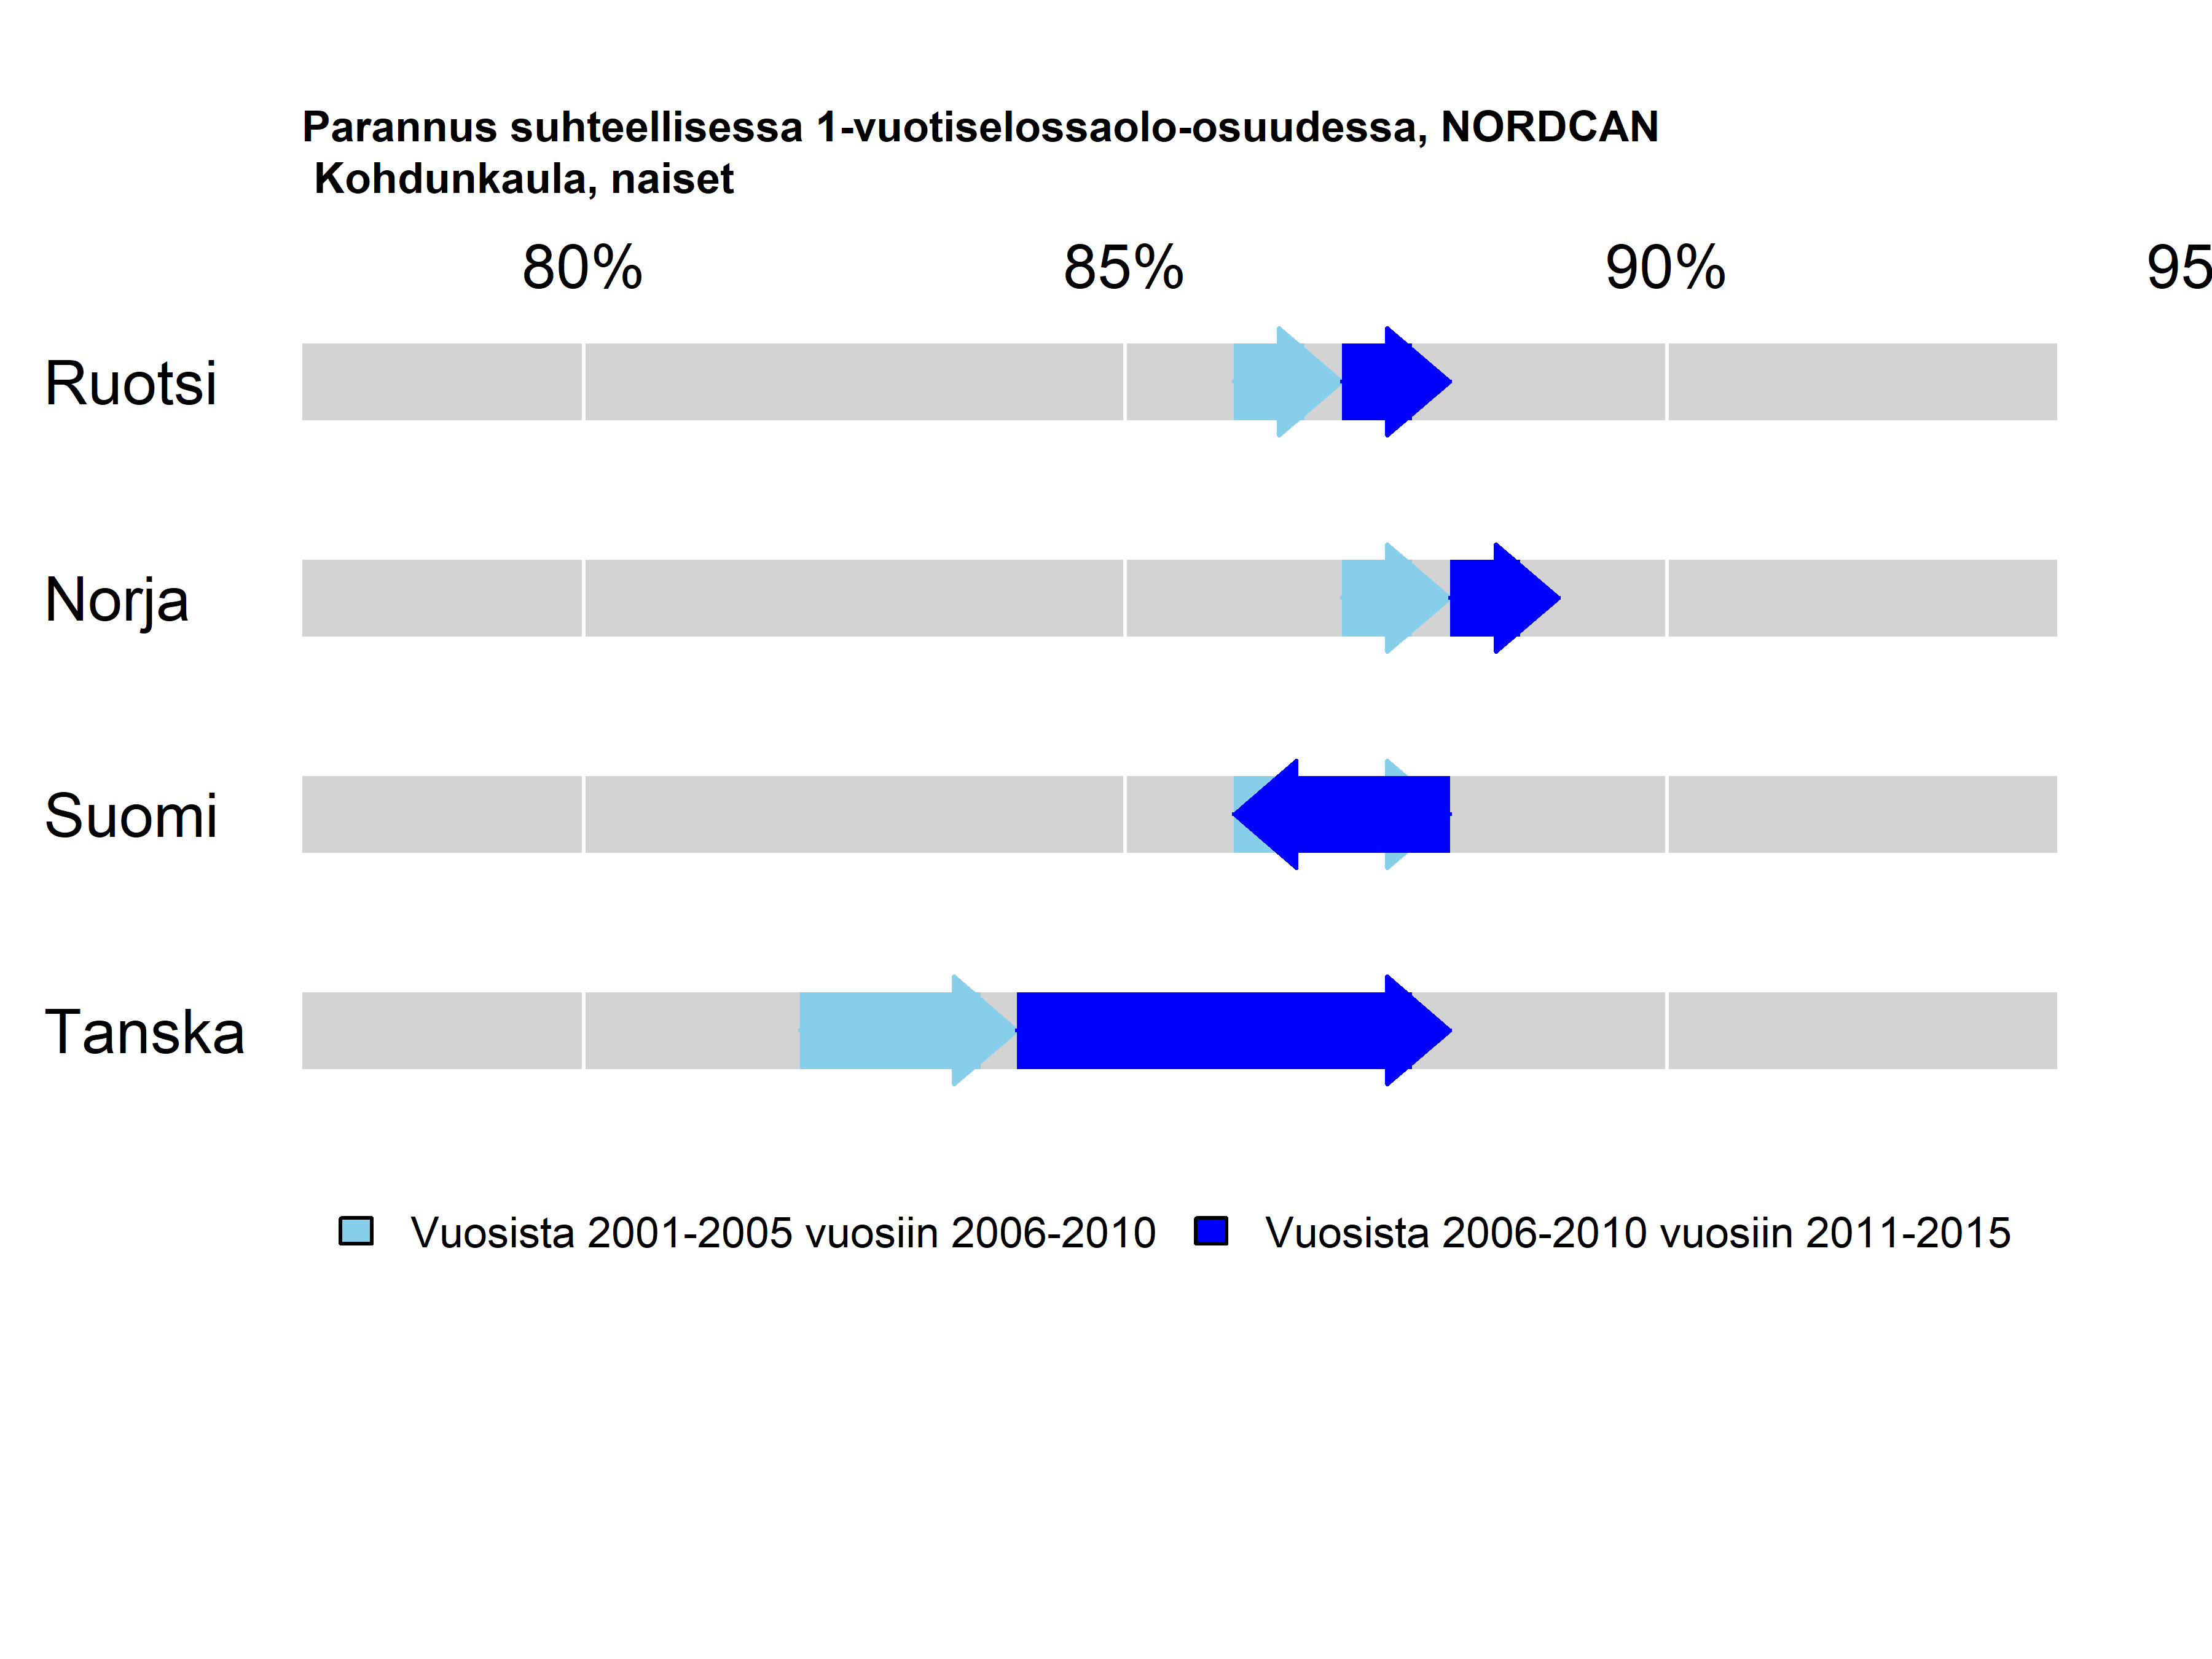 Parannus suhteellisessa 1-vuotiselossaolo-osuudessa, NORDCAN
Kohdunkaula, naiset
80% 85% 90% 95
Ruotsi
Norja
Suomi
Tanska
Vuosista 2001-2005 vuosiin 2006-2010 Vuosista 2006-2010 vuosiin 2011-2015